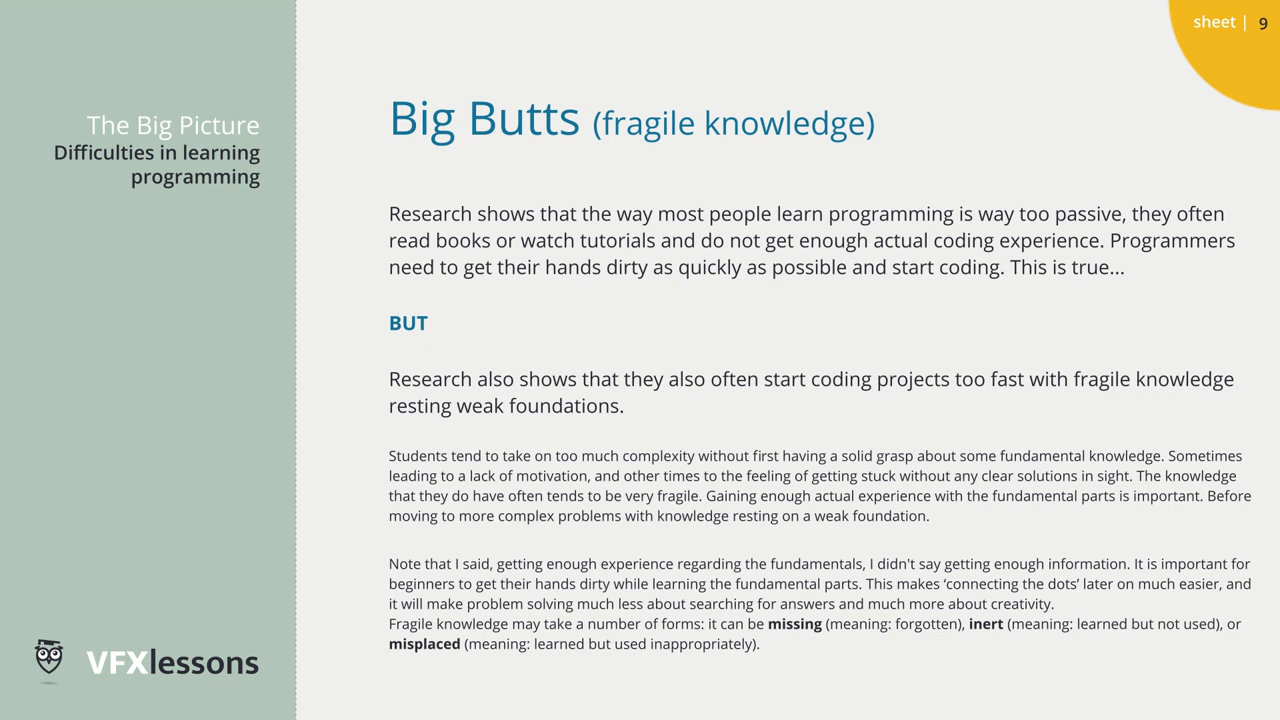 sheet | 9
The Big Picture
Difficulties in learning
programming
Big Butts (fragile knowledge)
Research shows that the way most people learn programming is way too passive, they often
read books or watch tutorials and do not get enough actual coding experience. Programmers
need to get their hands dirty as quickly as possible and start coding. This is true...
BUT
Research also shows that they also often start coding projects too fast with fragile knowledge
resting weak foundations.
Students tend to take on too much complexity without first having a solid grasp about some fundamental knowledge. Sometimes
leading to a lack of motivation, and other times to the feeling of getting stuck without any clear solutions in sight. The knowledge
that they do have often tends to be very fragile. Gaining enough actual experience with the fundamental parts is important. Before
moving to more complex problems with knowledge resting on a weak foundation.
Note that I said, getting enough experience regarding the fundamentals, I didn't say getting enough information. It is important for
beginners to get their hands dirty while learning the fundamental parts. This makes ‘connecting the dots’ later on much easier, and
it will make problem solving much less about searching for answers and much more about creativity.
Fragile knowledge may take a number of forms: it can be missing (meaning: forgotten), inert (meaning: learned but not used), or
misplaced (meaning: learned but used inappropriately).
VFXlessons